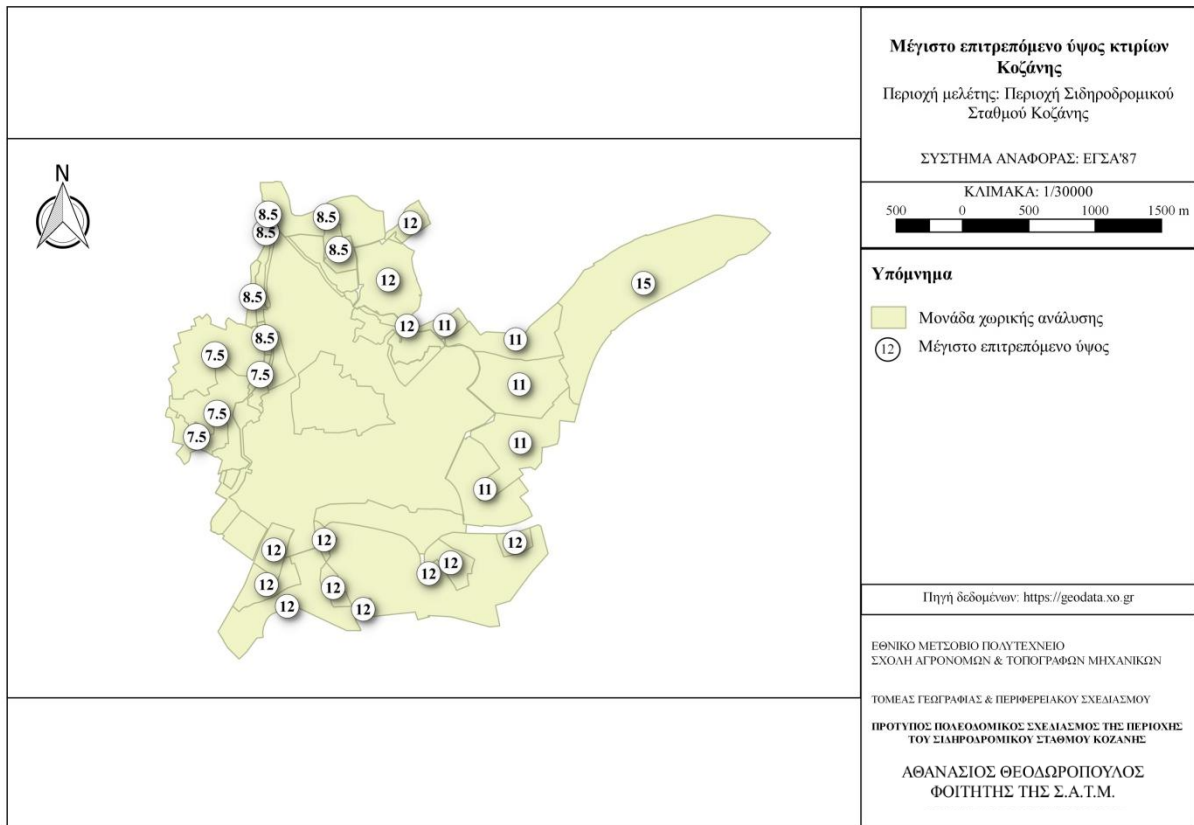 Μέγιστο επιτρεπόμενο ύψος κτιρίων
Κοζάνης
Περιοχή μελέτης: Περιοχή Σιδηροδρομικού
Σταθμού Κοζάνης
ΣΥΣΤΗΜΑ ΑΝΑΦΟΡΑΣ: ΕΓΣΑ'87
ΚΛΙΜΑΚΑ: 1/30000
500 0 500 1000 1500 m
Υπόμνημα
Μονάδα χωρικής ανάλυσης
12 Μέγιστο επιτρεπόμενο ύψος
Πηγή δεδομένων: https://geodata.xo.gr
ΕΘΝΙΚΟ ΜΕΤΣΟΒΙΟ ΠΟΛΥΤΕΧΝΕΙΟ
ΣΧΟΛΗ ΑΓΡΟΝΟΜΩΝ & ΤΟΠΟΓΡΑΦΩΝ ΜΗΧΑΝΙΚΩΝ
ΤΟΜΕΑΣ ΓΕΩΓΡΑΦΙΑΣ & ΠΕΡΙΦΕΡΕΙΑΚΟΥ ΣΧΕΔΙΑΣΜΟΥ
ΠΡΟΤΥΠΟΣ ΠΟΛΕΟΔΟΜΙΚΟΣ ΣΧΕΔΙΑΣΜΟΣ ΤΗΣ ΠΕΡΙΟΧΗΣ
ΤΟΥ ΣΙΔΗΡΟΔΡΟΜΙΚΟΥ ΣΤΑΘΜΟΥ ΚΟΖΑΝΗΣ
ΑΘΑΝΑΣΙΟΣ ΘΕΟΔΩΡΟΠΟΥΛΟΣ
ΦΟΙΤΗΤΗΣ ΤΗΣ Σ.Α.Τ.Μ.
N
8.5
8.5
12
8.5
8.5
12
15
8.5
12
11
8.5
11
7.5
7.5
11
7.5
7.5
11
11
12
12
12
12
12
12
12
12
12
12